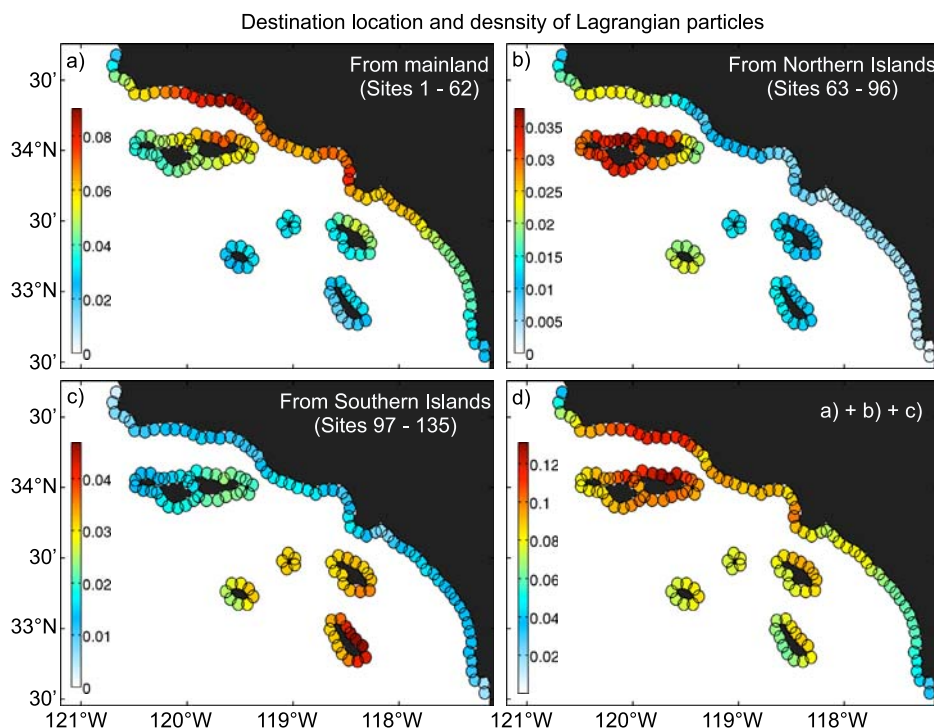 Destination location and desnsity of Lagrangian particles
a)
From mainland
(Sites 1 - 62)
30'
34°N
30'
33°N
30'
0.08
0.06
0.04
0.02
0
b)
From Northern Islands
(Sites 63 - 96)
0.035
0.03
0.025
0.02
0.015
0.01
0.005
0
c)
From Southern Islands
(Sites 97 - 135)
30'
34°N
30'
33°N
30'
0.04
0.03
0.02
0.01
0
121°W
120°W
119°W
118°W
d)
a) + b) + c)
0.12
0.10
0.08
0.06
0.04
0.02
121°W
120°W
119°W
118°W